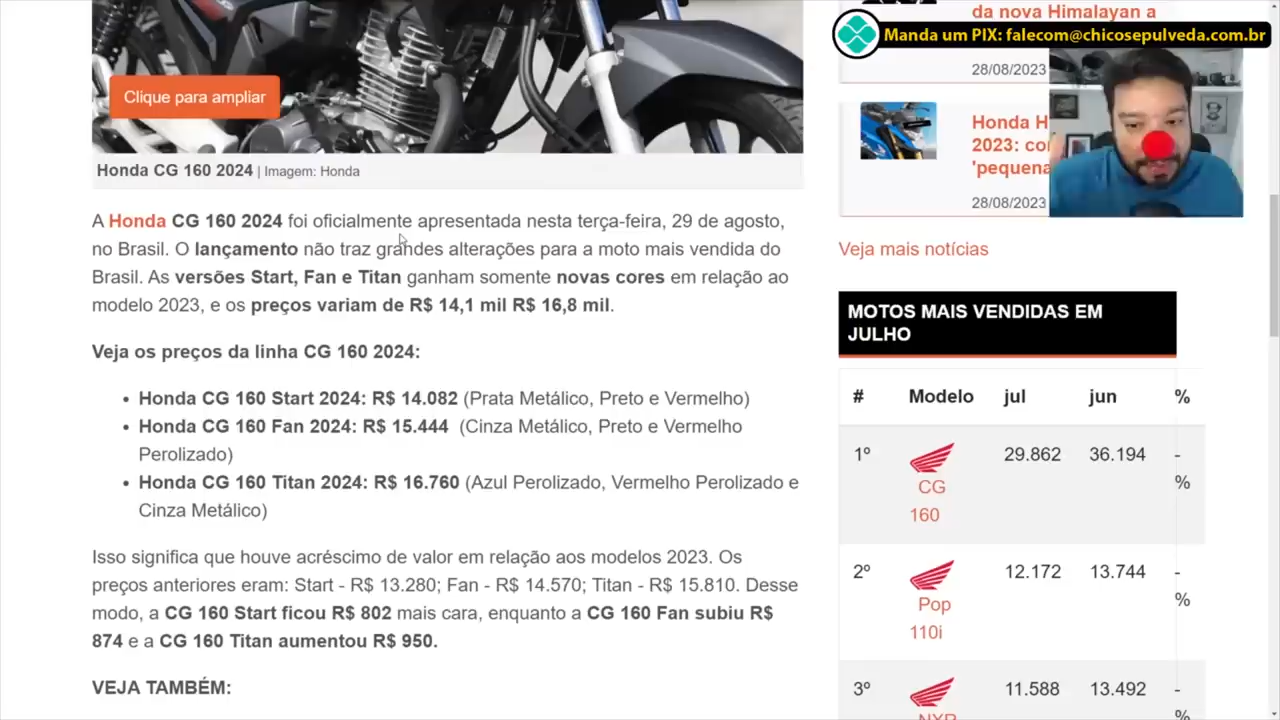 da nova Himalayan a
Manda um PIX: falecom@chicosepulveda.com.br
28/08/2023
Clique para ampliar
Honda H
2023: co
'pequena
28/08/2023
Honda CG 160 2024 | Imagem: Honda
A Honda CG 160 2024 foi oficialmente apresentada nesta terça-feira, 29 de agosto,
no Brasil. O lançamento não traz grandes alterações para a moto mais vendida do
Brasil. As versões Start, Fan e Titan ganham somente novas cores em relação ao
modelo 2023, e os preços variam de R$ 14,1 mil R$ 16,8 mil.
Veja os preços da linha CG 160 2024:
• Honda CG 160 Start 2024: R$ 14.082 (Prata Metálico, Preto e Vermelho)
• Honda CG 160 Fan 2024: R$ 15.444 (Cinza Metálico, Preto e Vermelho
Perolizado)
• Honda CG 160 Titan 2024: R$ 16.760 (Azul Perolizado, Vermelho Perolizado e
Cinza Metálico)
Isso significa que houve acréscimo de valor em relação aos modelos 2023. Os
preços anteriores eram: Start - R$ 13.280; Fan - R$ 14.570; Titan - R$ 15.810. Desse
modo, a CG 160 Start ficou R$ 802 mais cara, enquanto a CG 160 Fan subiu R$
874 e a CG 160 Titan aumentou R$ 950.
VEJA TAMBÉM:
Veja mais notícias
MOTOS MAIS VENDIDAS EM
JULHO
# Modelo jul jun %
1º 29.862 36.194 -
%
CG
160
2º 12.172 13.744 -
%
Pop
110i
3º 11.588 13.492 -
%
NXR